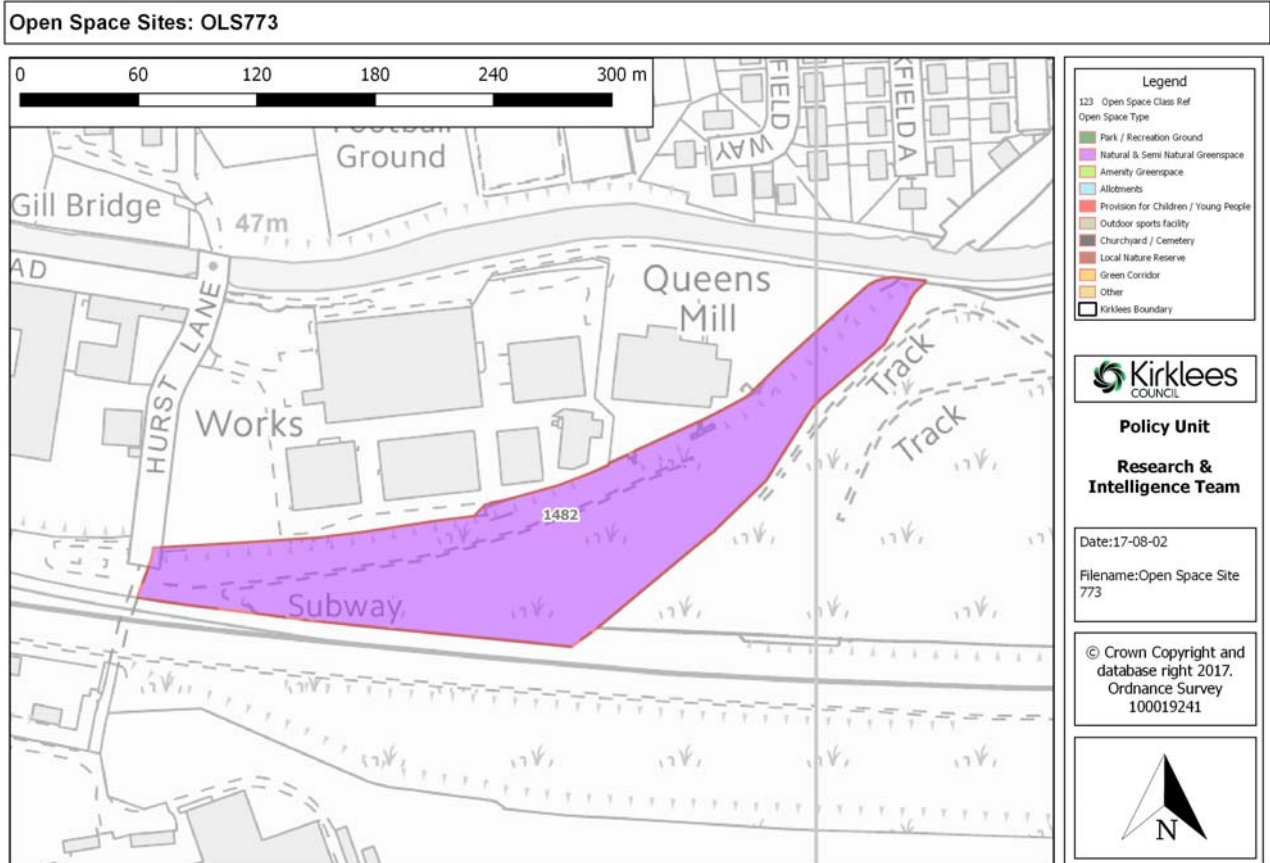 Open Space Sites: OLS773
0 60 120 180 240 300 m
Ground
Gill Bridge
47m
AD
HURST LANE
Works
Queens
Mill
FIELD
WAY
KFIELD A
Track
Track
1482
Subway
Legend
123 Open Space Class Ref
Open Space Type
Park / Recreation Ground
Natural & Semi Natural Greenspace
Amenity Greenspace
Allotments
Provision for Children / Young People
Outdoor sports facility
Churchyard / Cemetery
Local Nature Reserve
Green Corridor
Other
Kirklees Boundary
Kirklees
COUNCIL
Policy Unit
Research &
Intelligence Team
Date:17-08-02
Filename:Open Space Site
773
© Crown Copyright and
database right 2017.
Ordnance Survey
100019241
N